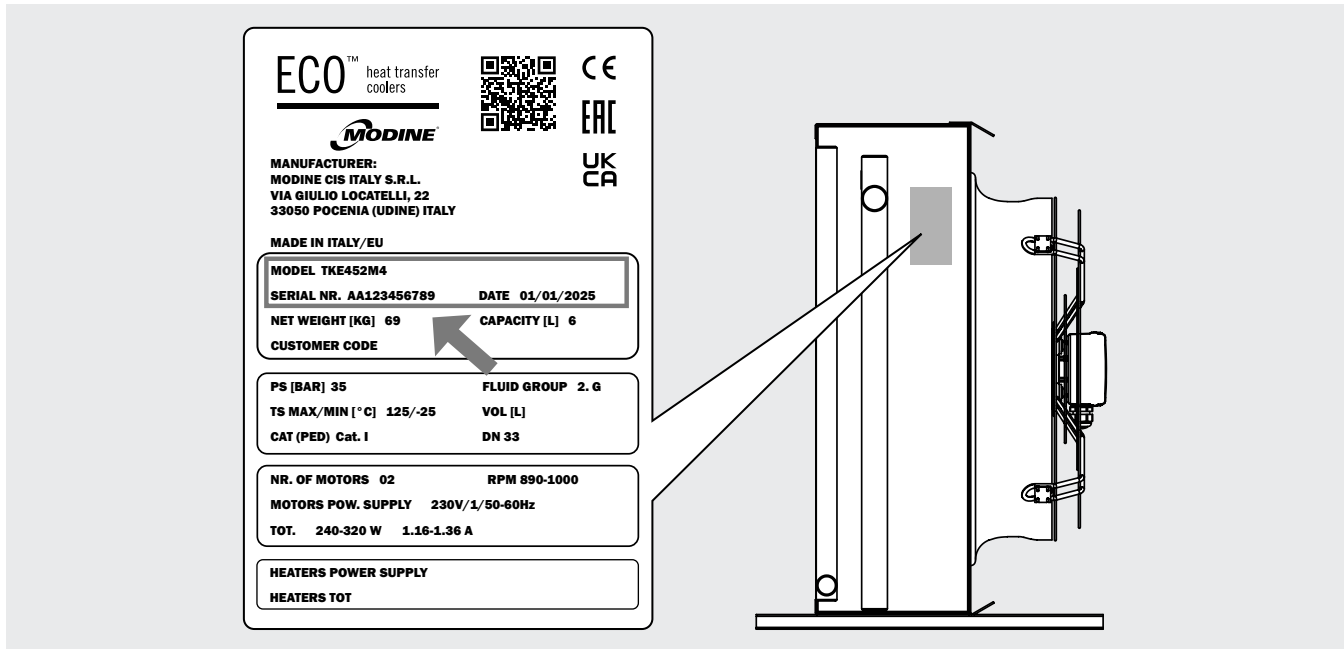 ECO™ heat transfer
coolers
CE
EAC
MODINE®
UK
CA
MANUFACTURER:
MODINE CIS ITALY S.R.L.
VIA GIULIO LOCATELLI, 22
33050 POCENIA (UDINE) ITALY
MADE IN ITALY/EU
MODEL TKE452M4
SERIAL NR. AA123456789 DATE 01/01/2025
NET WEIGHT [KG] 69 CAPACITY [L] 6
CUSTOMER CODE
PS [BAR] 35 FLUID GROUP 2. G
TS MAX/MIN [°C] 125/-25 VOL [L]
CAT (PED) Cat. I DN 33
NR. OF MOTORS 02 RPM 890-1000
MOTORS POW. SUPPLY 230V/1/50-60Hz
TOT. 240-320 W 1.16-1.36 A
HEATERS POWER SUPPLY
HEATERS TOT